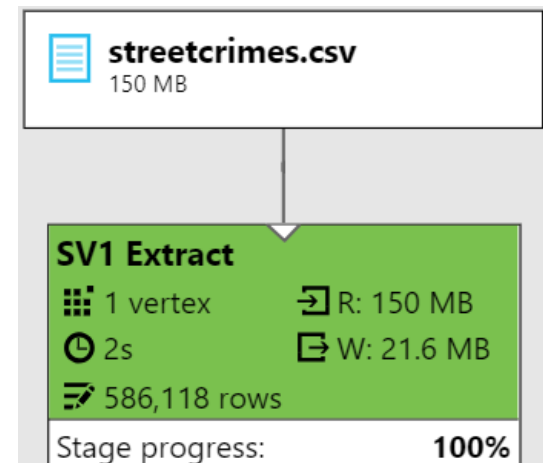 streetcrimes.csv
150 MB
SV1 Extract
1 vertex R: 150 MB
2s W: 21.6 MB
586,118 rows
Stage progress: 100%